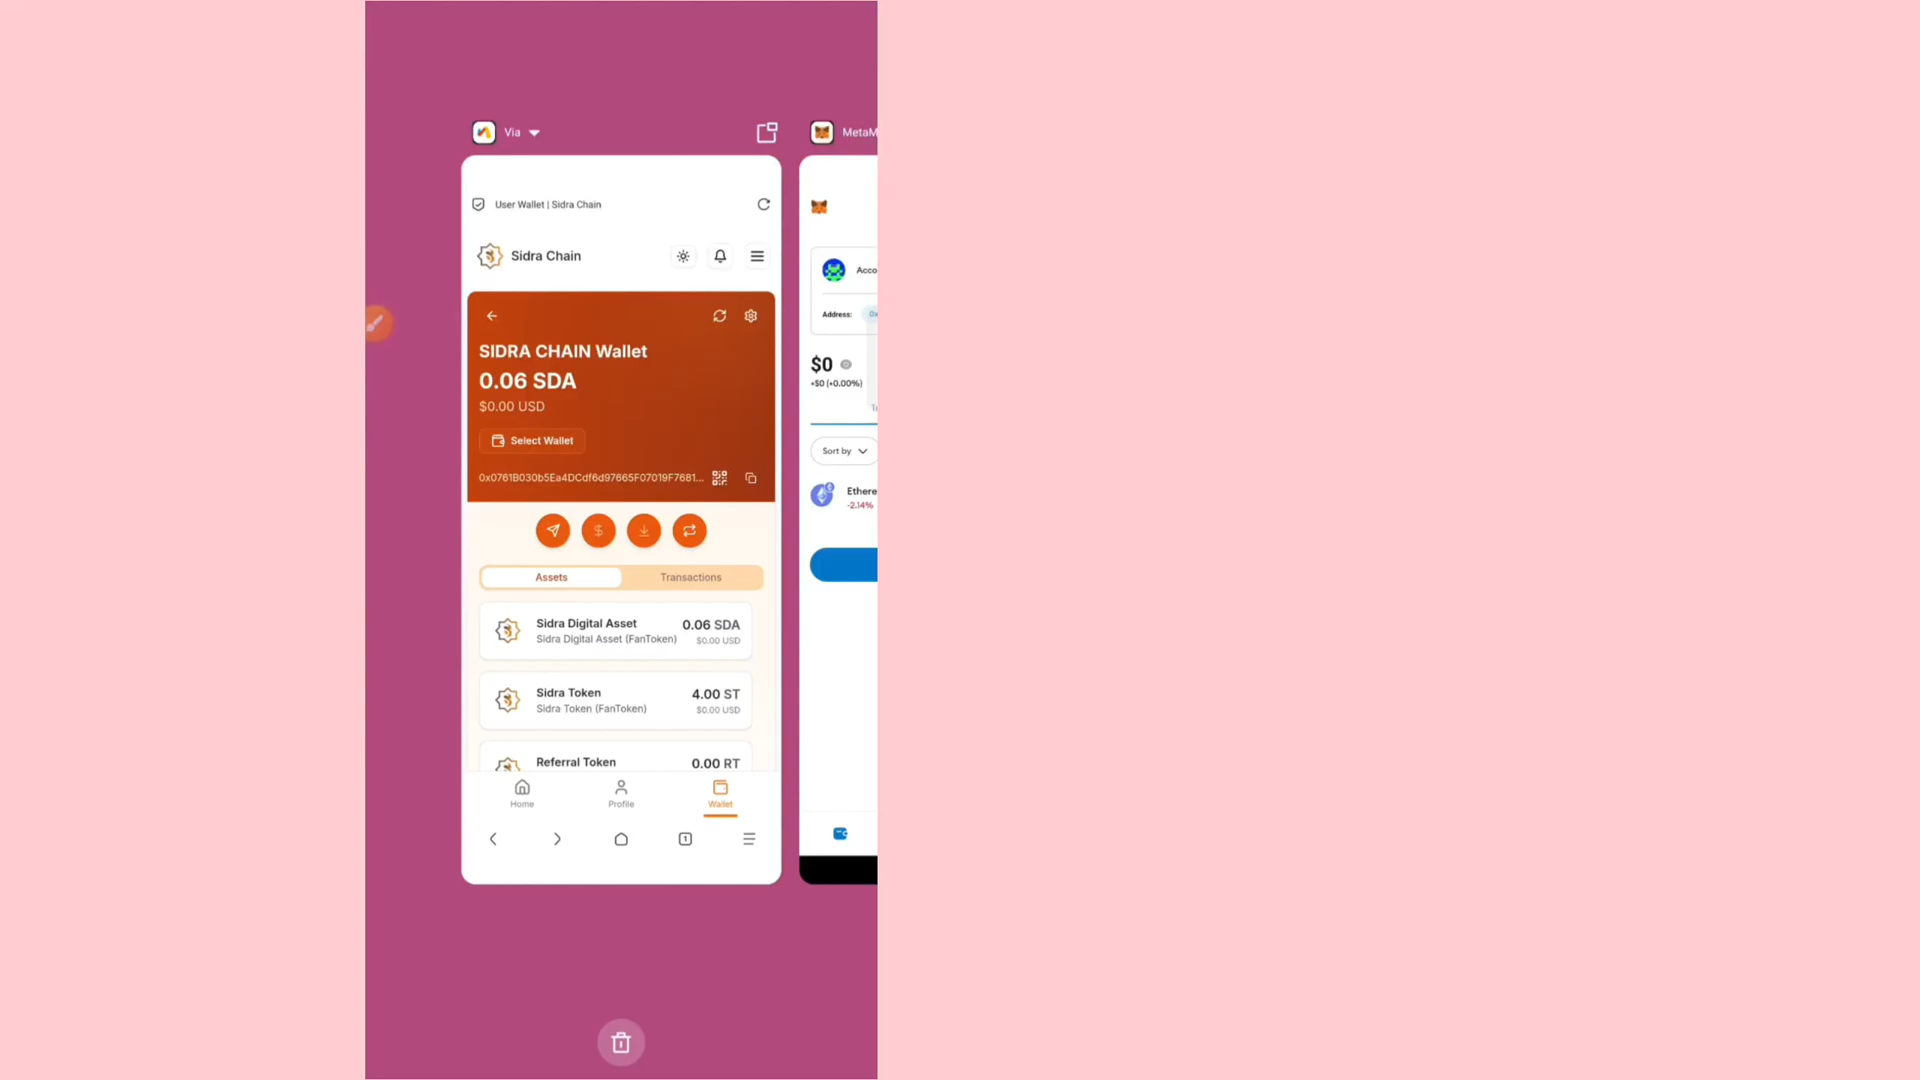 Via
User Wallet | Sidra Chain
Sidra Chain
SIDRA CHAIN Wallet
0.06 SDA
$0.00 USD
Select Wallet
0x0761B030b5Ea4DCdf6d97665F07019F7681...
Assets
Transactions
Sidra Digital Asset
0.06 SDA
Sidra Digital Asset (FanToken)
$0.00 USD
Sidra Token
4.00 ST
Sidra Token (FanToken)
$0.00 USD
Referral Token
0.00 RT
Home
Profile
Wallet
1
MetaM
Acco
Address:
0x
$0
+$0 (+0.00%)
Sort by
Ethere
-2.14%